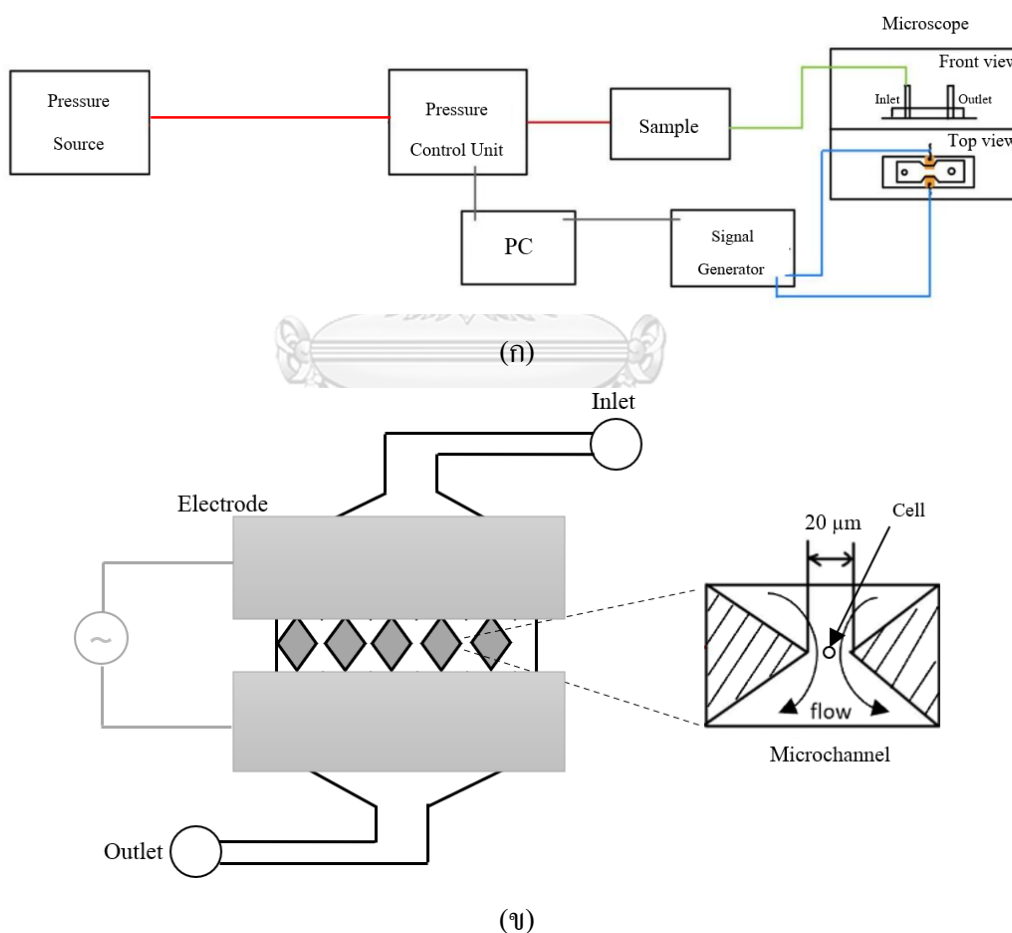 Microscope
Front view
Pressure
Source
Pressure
Control Unit
Sample
Inlet
Outlet
Top view
PC
Signal
Generator
(ก)
Inlet
Electrode
Cell
20 µm
~
flow
Microchannel
Outlet
(ข)